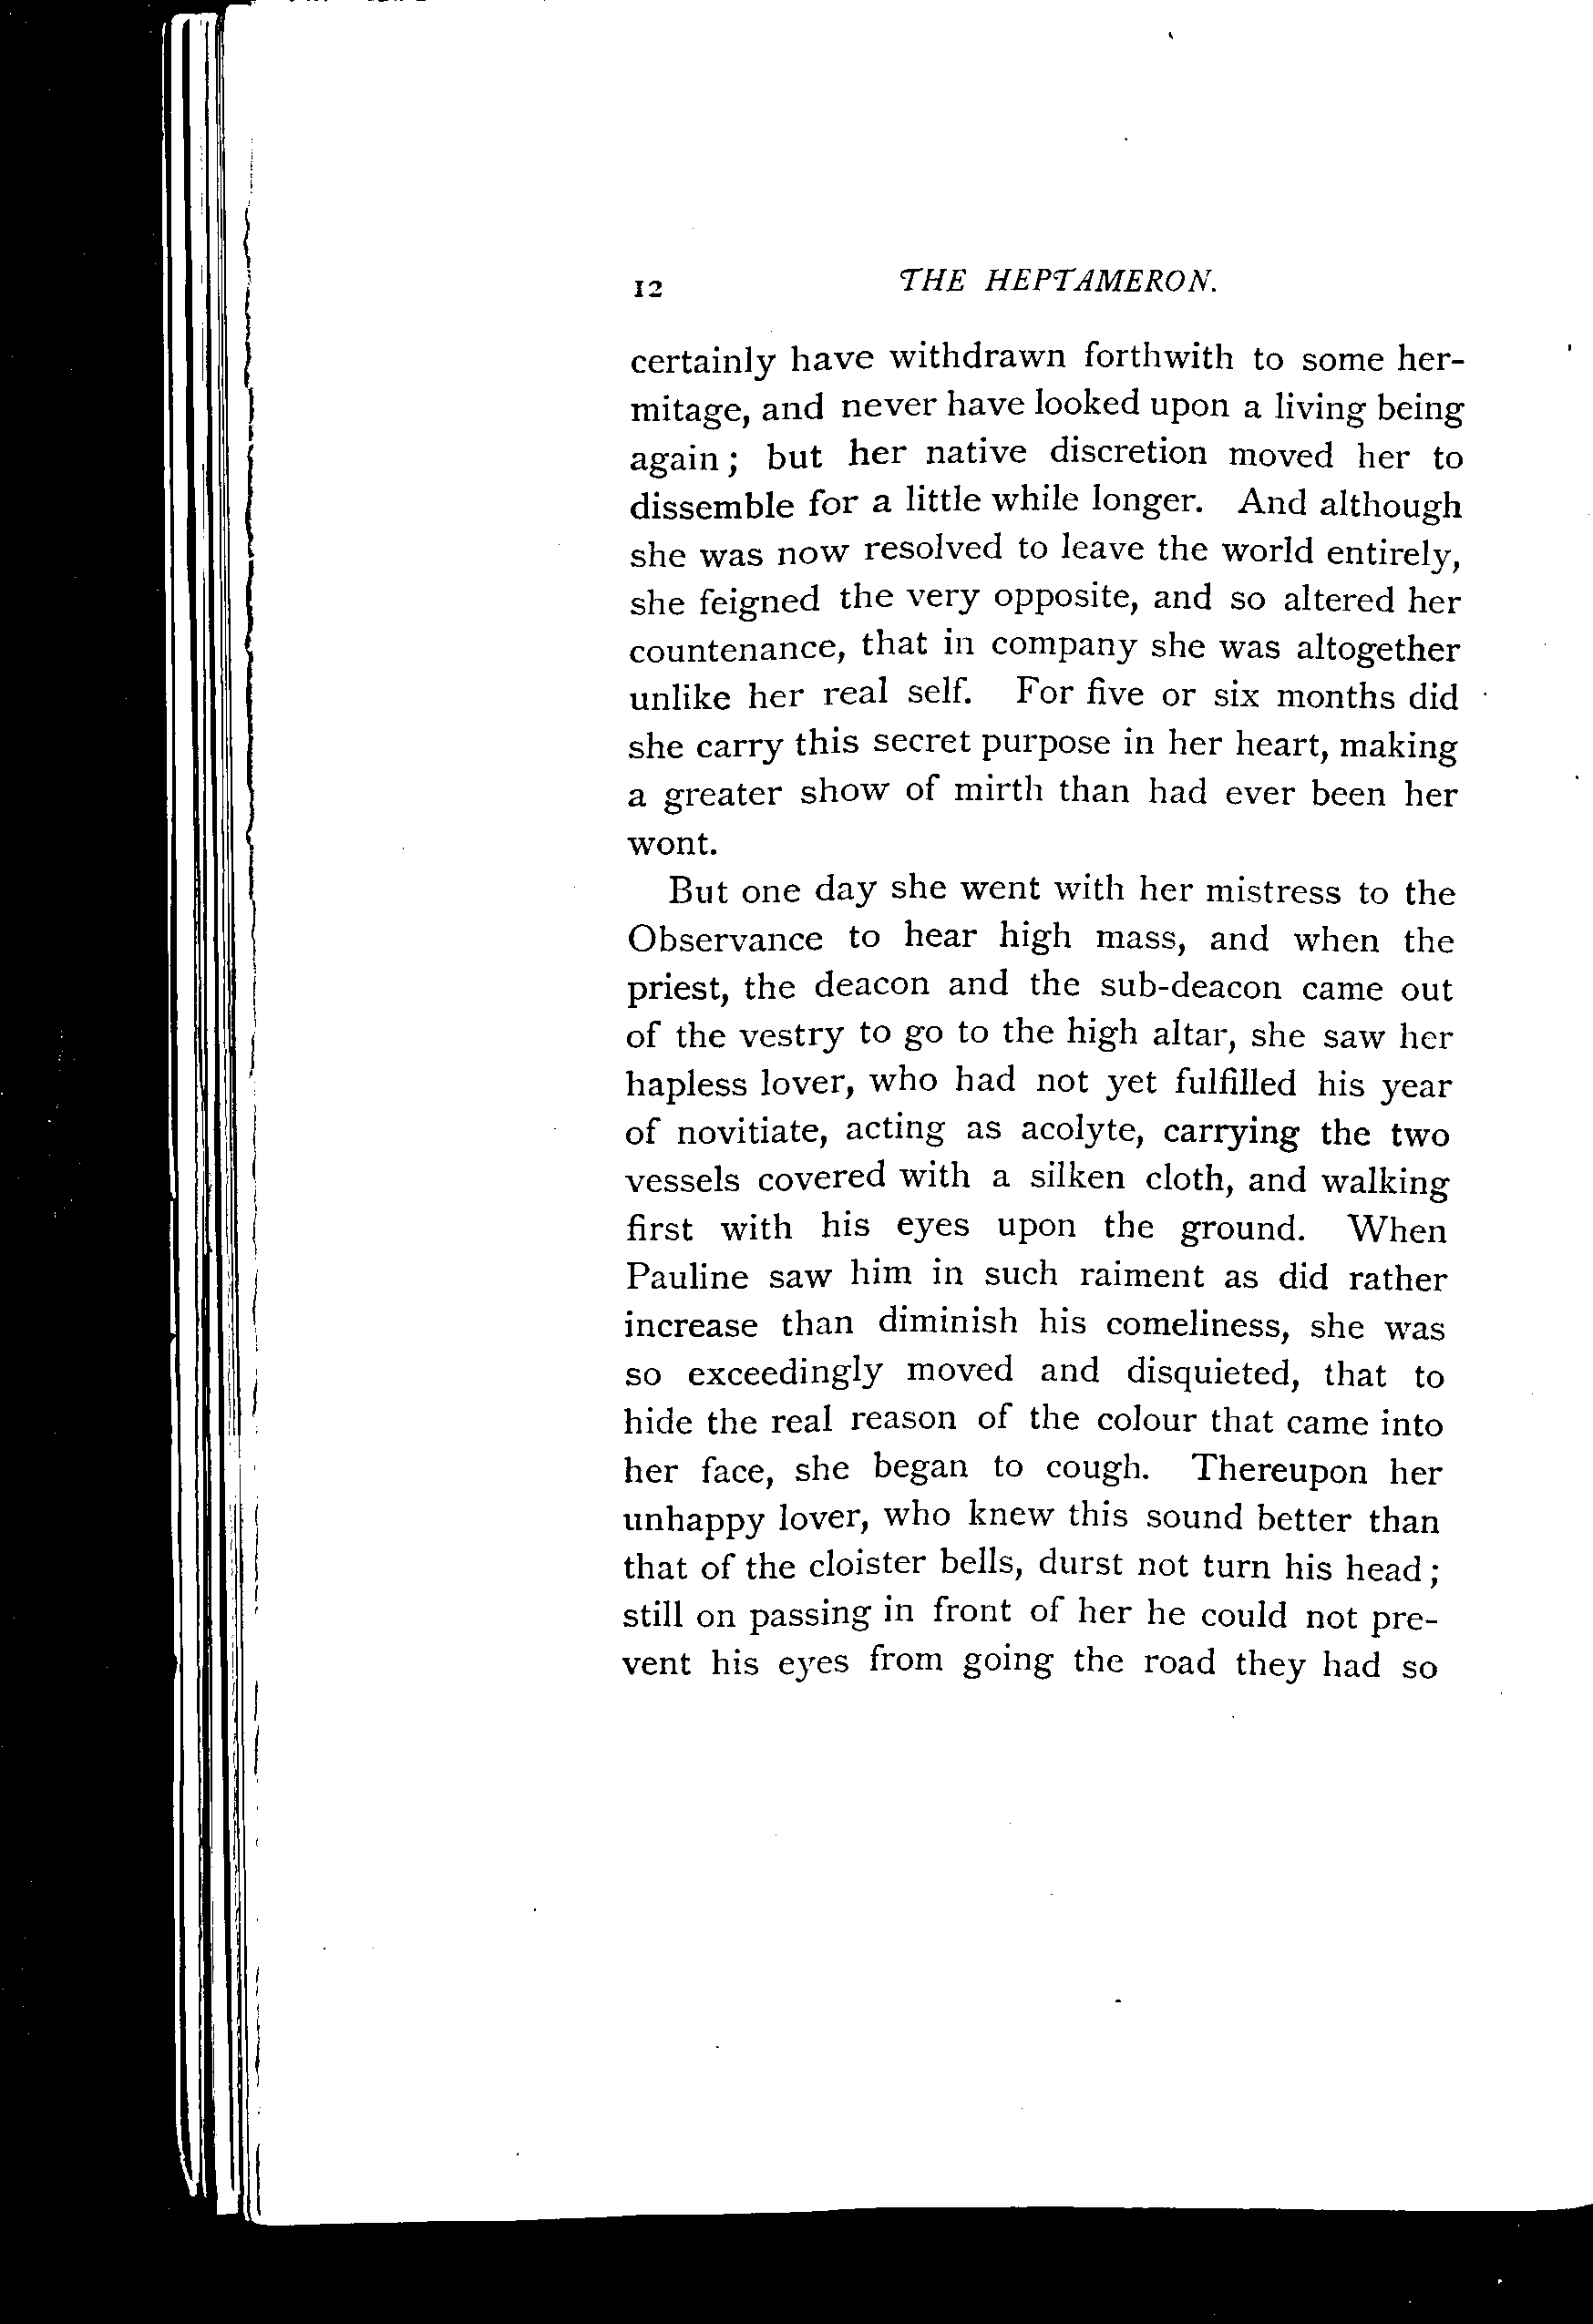 12 THE HEPTAMERON.
certainly have withdrawn forthwith to some her-
mitage, and never have looked upon a living being
again; but her native discretion moved her to
dissemble for a little while longer. And although
she was now resolved to leave the world entirely,
she feigned the very opposite, and so altered her
countenance, that in company she was altogether
unlike her real self. For five or six months did
she carry this secret purpose in her heart, making
a greater show of mirth than had ever been her
wont.
But one day she went with her mistress to the
Observance to hear high mass, and when the
priest, the deacon and the sub-deacon came out
of the vestry to go to the high altar, she saw her
hapless lover, who had not yet fulfilled his year
of novitiate, acting as acolyte, carrying the two
vessels covered with a silken cloth, and walking
first with his eyes upon the ground. When
Pauline saw him in such raiment as did rather
increase than diminish his comeliness, she was
so exceedingly moved and disquieted, that to
hide the real reason of the colour that came into
her face, she began to cough. Thereupon her
unhappy lover, who knew this sound better than
that of the cloister bells, durst not turn his head;
still on passing in front of her he could not pre-
vent his eyes from going the road they had so